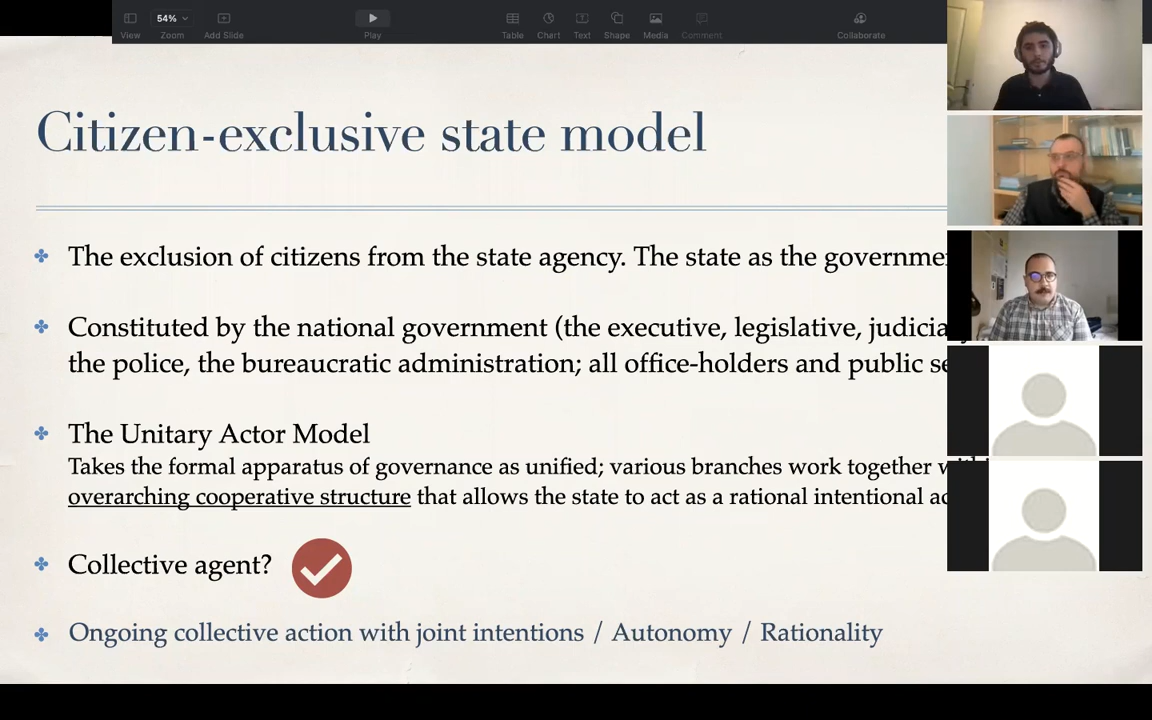 54%
View
Zoom
Add Slide
Play
Table
Chart
Text
Shape
Media
Comment
Collaborate
Citizen-exclusive state model
The exclusion of citizens from the state agency. The state as the
Constituted by the national government (the executive, legislative,
the police, the bureaucratic administration; all office-holders and public
The Unitary Actor Model
Takes the formal apparatus of governance as unified; various branches work together
overarching cooperative structure that allows the state to act as a rational intentional
Collective agent?
Ongoing collective action with joint intentions / Autonomy / Rationality